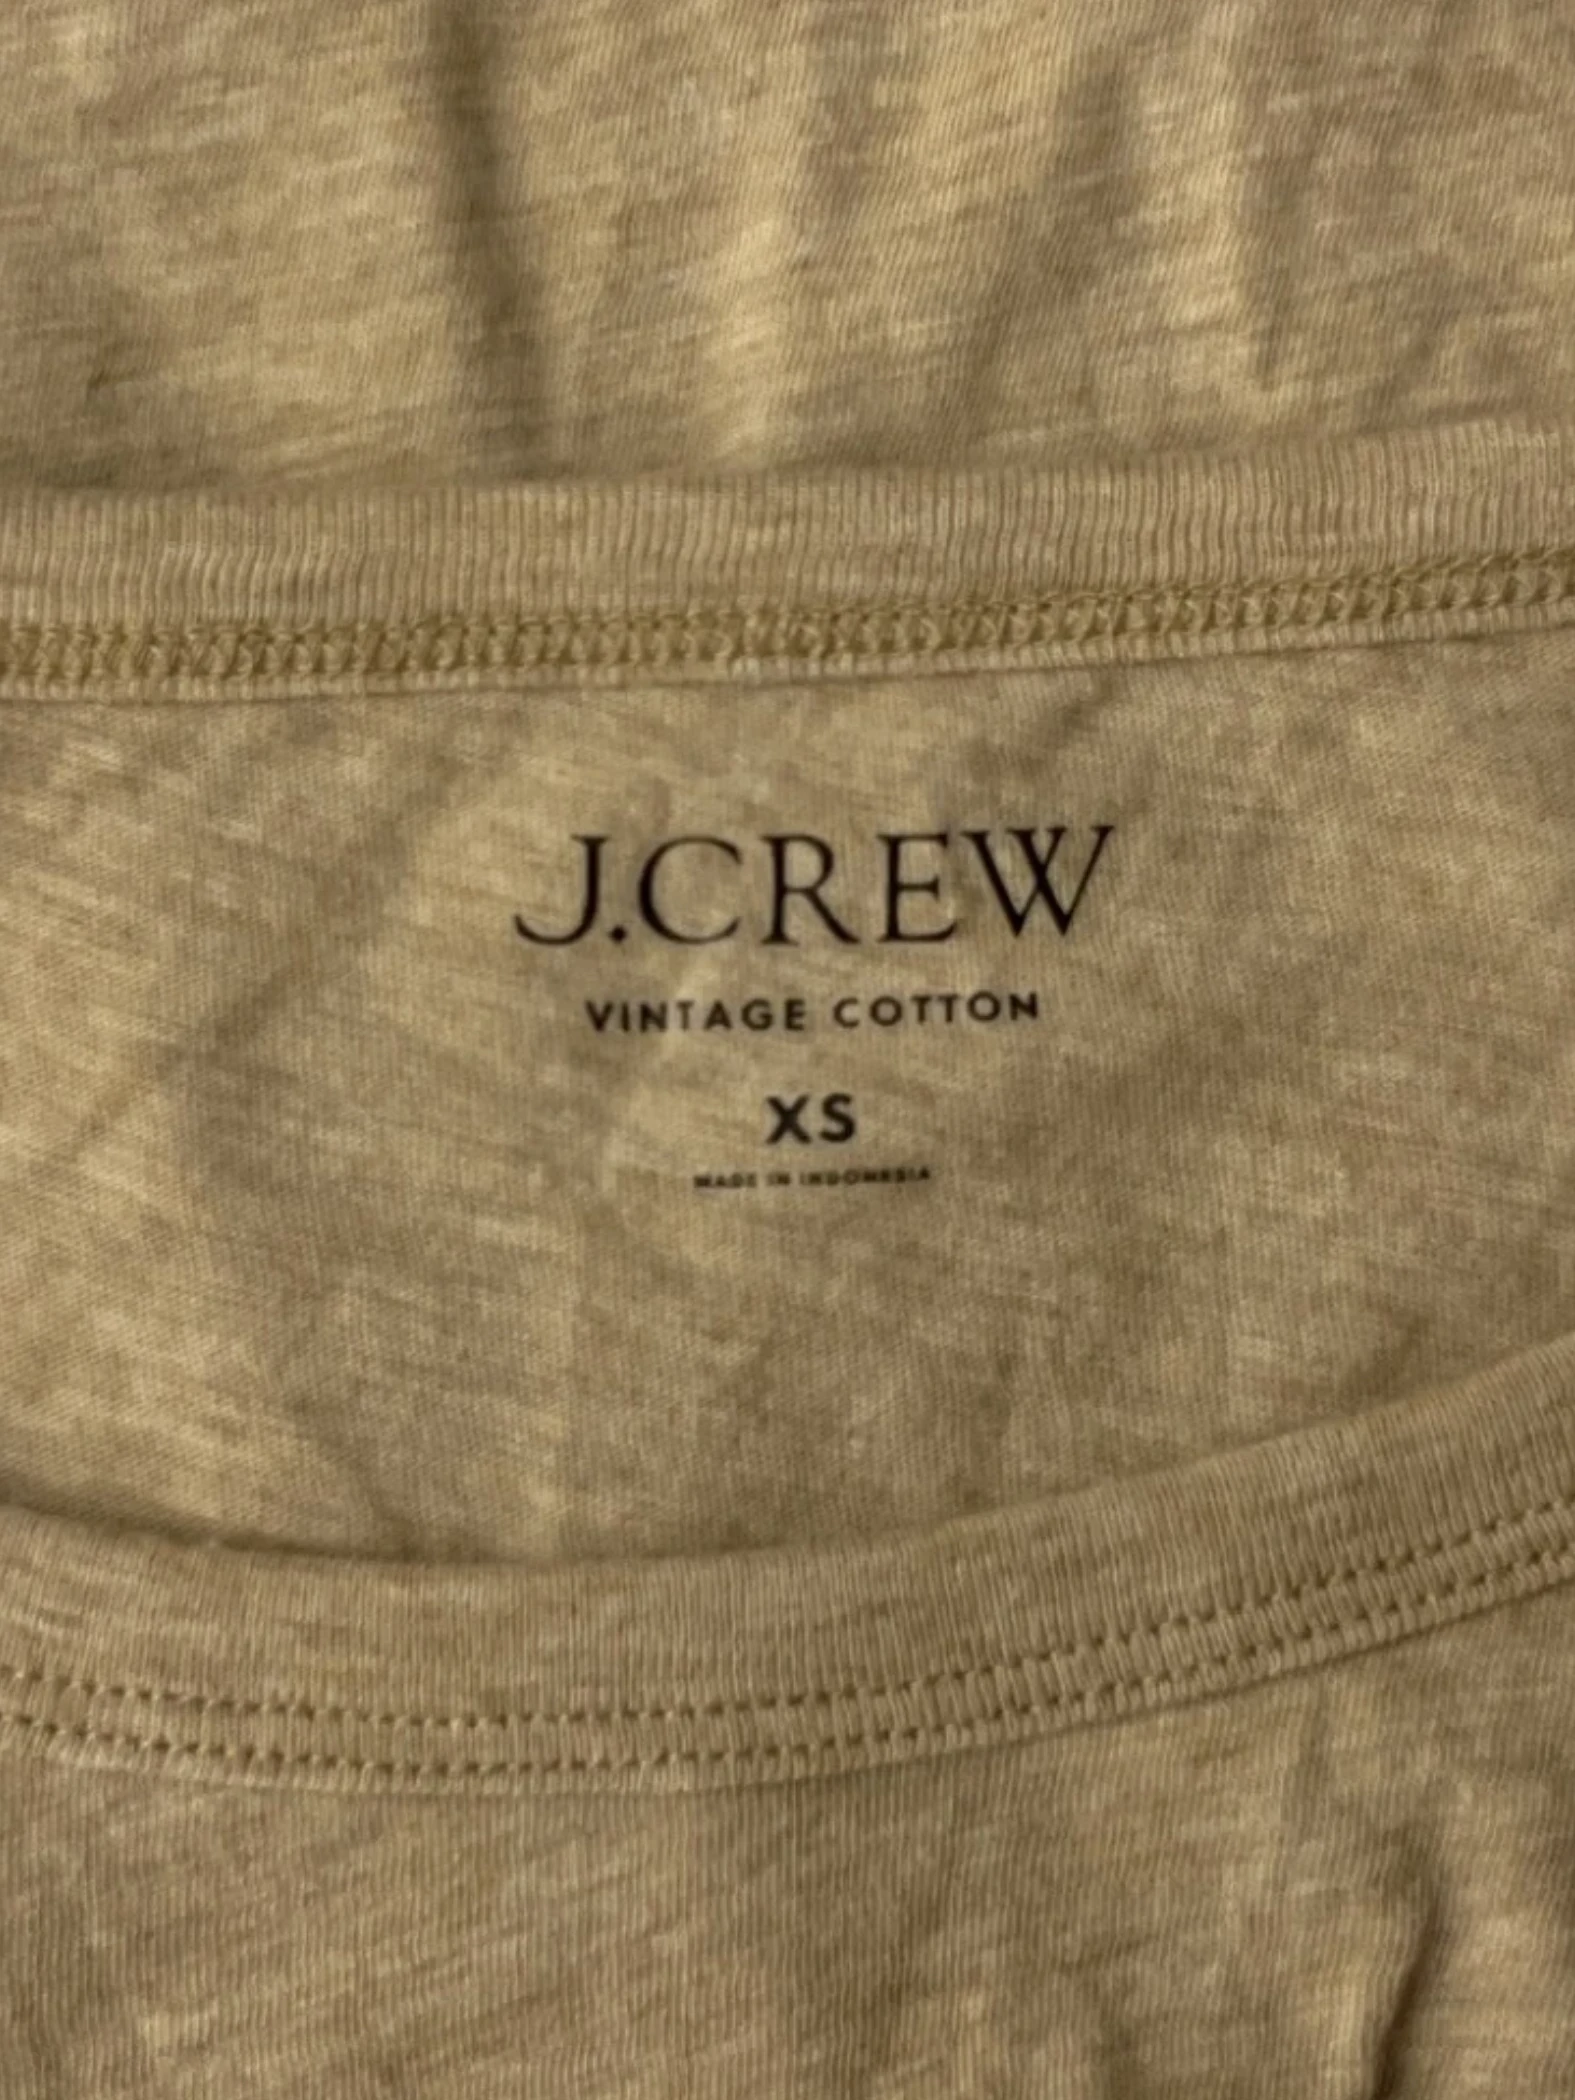 J.CREW
VINTAGE COTTON
XS
MADE IN INDONESIA